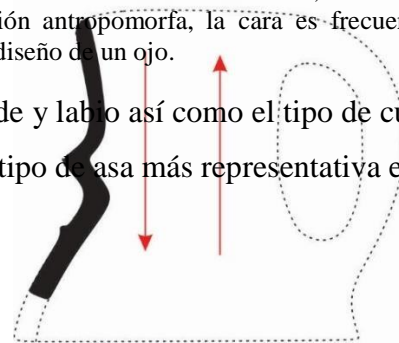 ión antropomorfa, la cara es frecue
diseño de un ojo.
de y labio así como el tipo de cu
tipo de asa más representativa e